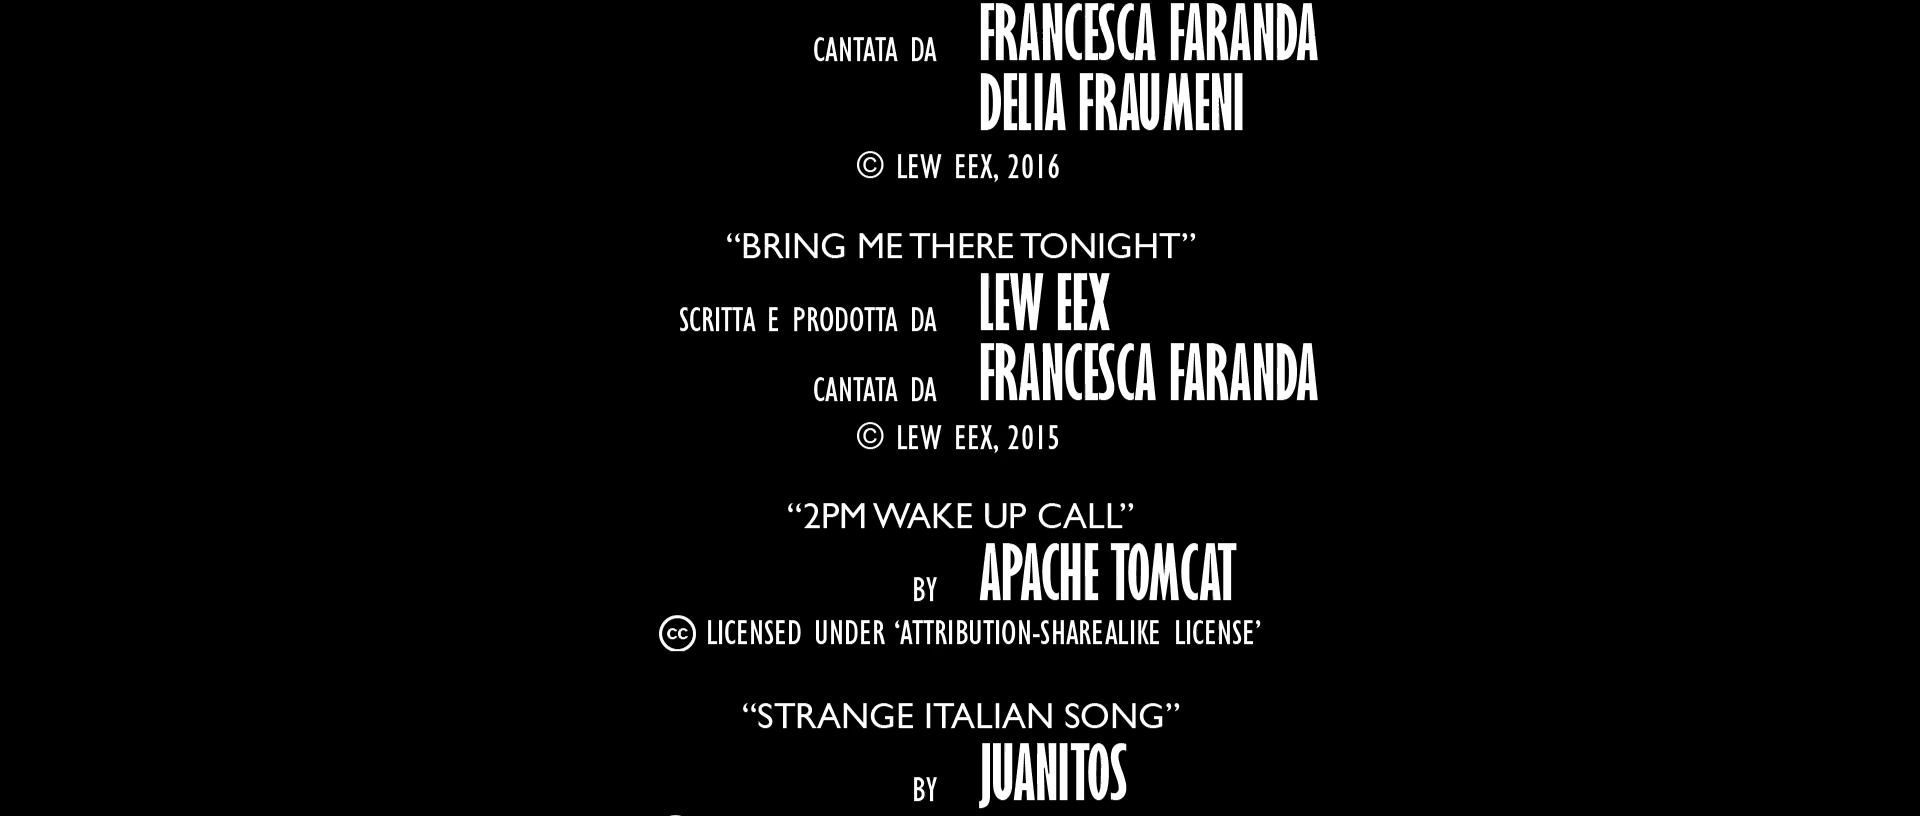 CANTATA DA FRANCESCA FARANDA
DELIA FRAUMENI
© LEW EEX, 2016
“BRING ME THERE TONIGHT”
SCRITTA E PRODOTTA DA LEW EEX
CANTATA DA FRANCESCA FARANDA
© LEW EEX, 2015
“2PM WAKE UP CALL”
BY APACHE TOMCAT
cc LICENSED UNDER ‘ATTRIBUTION-SHAREALIKE LICENSE’
“STRANGE ITALIAN SONG”
BY JUANITOS